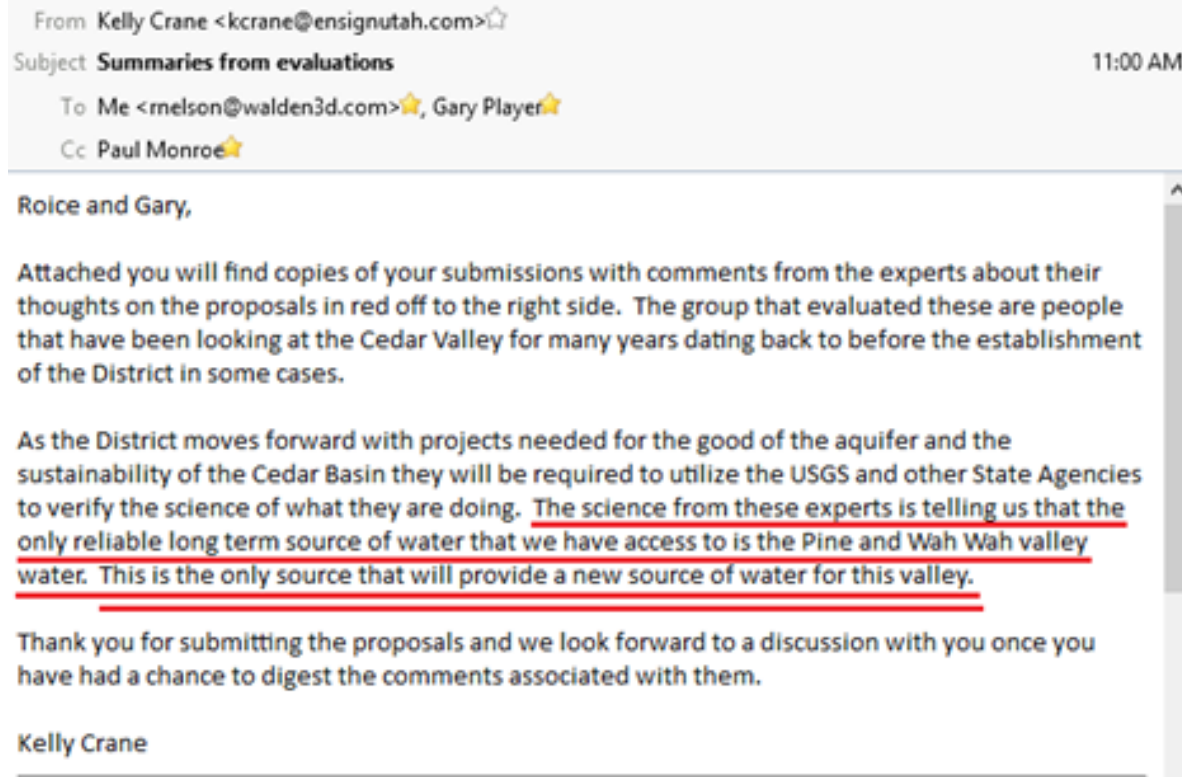 From Kelly Crane <kcrane@ensignutah.com>
Subject Summaries from evaluations 11:00 AM
To Me <rnelson@walden3d.com>, Gary Player
Cc Paul Monroe
Roice and Gary,
Attached you will find copies of your submissions with comments from the experts about their
thoughts on the proposals in red off to the right side. The group that evaluated these are people
that have been looking at the Cedar Valley for many years dating back to before the establishment
of the District in some cases.
As the District moves forward with projects needed for the good of the aquifer and the
sustainability of the Cedar Basin they will be required to utilize the USGS and other State Agencies
to verify the science of what they are doing. The science from these experts is telling us that the
only reliable long term source of water that we have access to is the Pine and Wah Wah valley
water. This is the only source that will provide a new source of water for this valley.
Thank you for submitting the proposals and we look forward to a discussion with you once you
have had a chance to digest the comments associated with them.
Kelly Crane